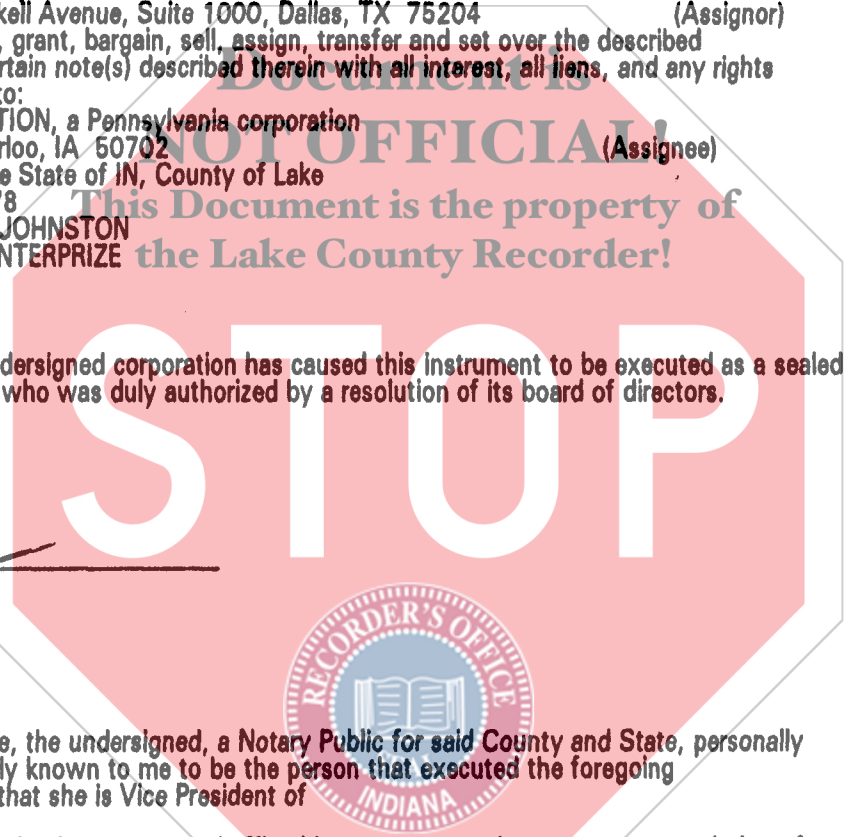 kell Avenue, Suite 1000, Dallas, TX 75204 (Assignor)
, grant, bargain, sell, assign, transfer and set over the described
rtain note(s) described therein with all interest, all liens, and any rights
to:
Document is
TION, a Pennsylvania corporation
NOT OFFICIAL!
rloo, IA 50702 (Assignee)
e State of IN, County of Lake
78
This Document is the property of
JOHNSTON
NTERPRIZE
the Lake County Recorder!
STOP
dersigned corporation has caused this instrument to be executed as a sealed
who was duly authorized by a resolution of its board of directors.
RECORDER'S OFFICE
SEAL
INDIANA
e, the undersigned, a Notary Public for said County and State, personally
ly known to me to be the person that executed the foregoing
that she is Vice President of